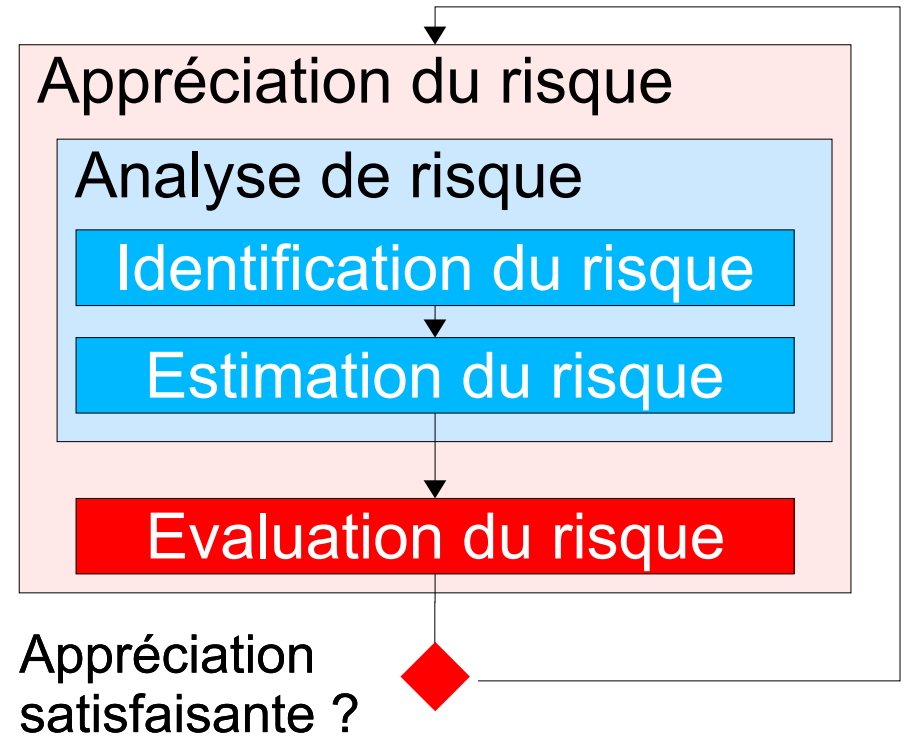 Appréciation du risque
Analyse de risque
Identification du risque
Estimation du risque
Evaluation du risque
Appréciation
satisfaisante ?